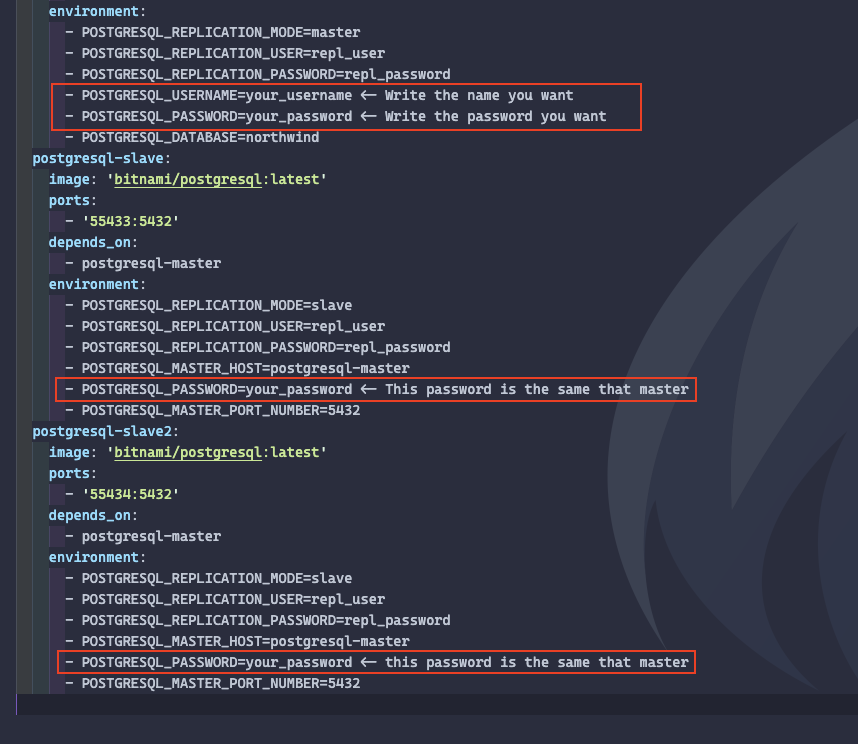 environment:
- POSTGRESQL_REPLICATION_MODE=master
- POSTGRESQL_REPLICATION_USER=repl_user
- POSTGRESQL_REPLICATION_PASSWORD=repl_password
- POSTGRESQL_USERNAME=your_username <- Write the name you want
- POSTGRESQL_PASSWORD=your_password <- Write the password you want
- POSTGRESQL_DATABASE=northwind
postgresql-slave:
image: 'bitnami/postgresql:latest'
ports:
- '55433:5432'
depends_on:
- postgresql-master
environment:
- POSTGRESQL_REPLICATION_MODE=slave
- POSTGRESQL_REPLICATION_USER=repl_user
- POSTGRESQL_REPLICATION_PASSWORD=repl_password
- POSTGRESQL_MASTER_HOST=postgresql-master
- POSTGRESQL_PASSWORD=your_password <- This password is the same that master
- POSTGRESQL_MASTER_PORT_NUMBER=5432
postgresql-slave2:
image: 'bitnami/postgresql:latest'
ports:
- '55434:5432'
depends_on:
- postgresql-master
environment:
- POSTGRESQL_REPLICATION_MODE=slave
- POSTGRESQL_REPLICATION_USER=repl_user
- POSTGRESQL_REPLICATION_PASSWORD=repl_password
- POSTGRESQL_MASTER_HOST=postgresql-master
- POSTGRESQL_PASSWORD=your_password <- this password is the same that master
- POSTGRESQL_MASTER_PORT_NUMBER=5432